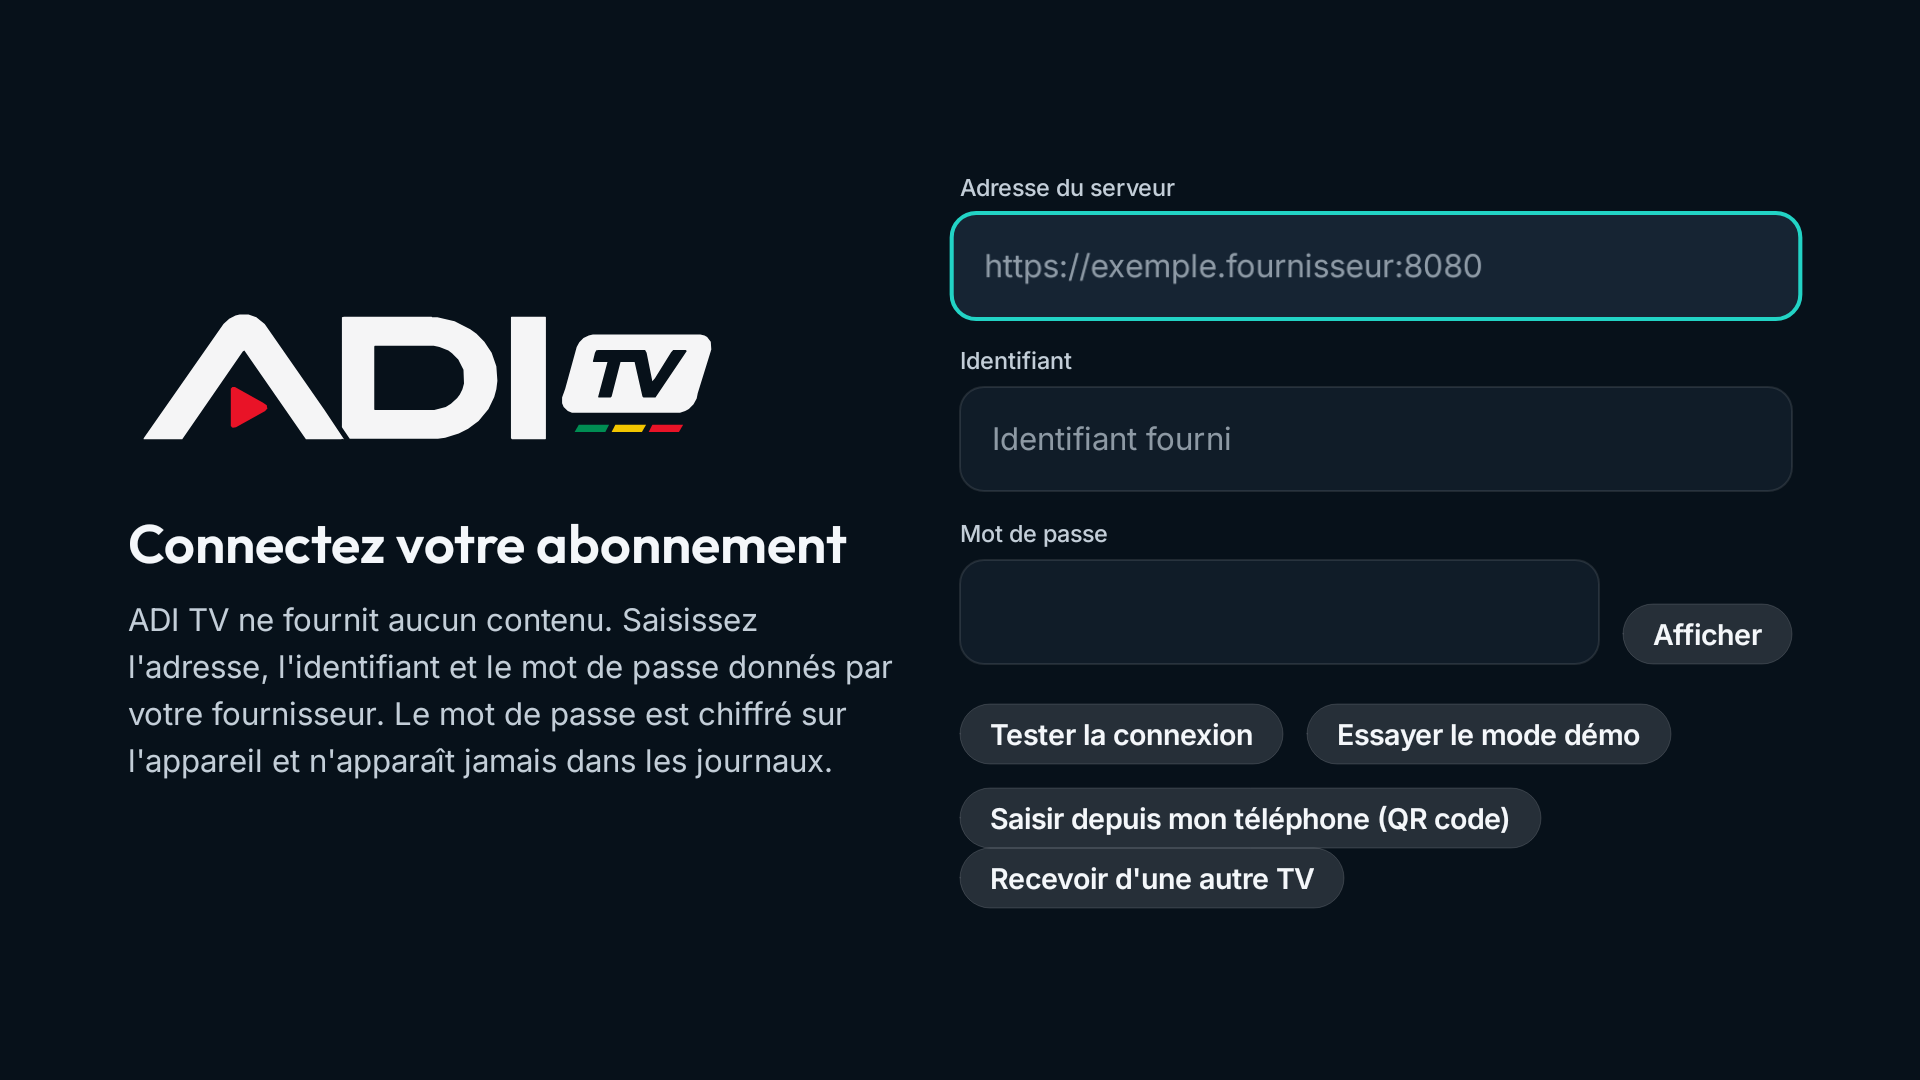 ADI TV
Connectez votre abonnement
ADI TV ne fournit aucun contenu. Saisissez
l'adresse, l'identifiant et le mot de passe donnés par
votre fournisseur. Le mot de passe est chiffré sur
l'appareil et n'apparaît jamais dans les journaux.
Adresse du serveur
https://exemple.fournisseur:8080
Identifiant
Identifiant fourni
Mot de passe
Afficher
Tester la connexion
Essayer le mode démo
Saisir depuis mon téléphone (QR code)
Recevoir d'une autre TV